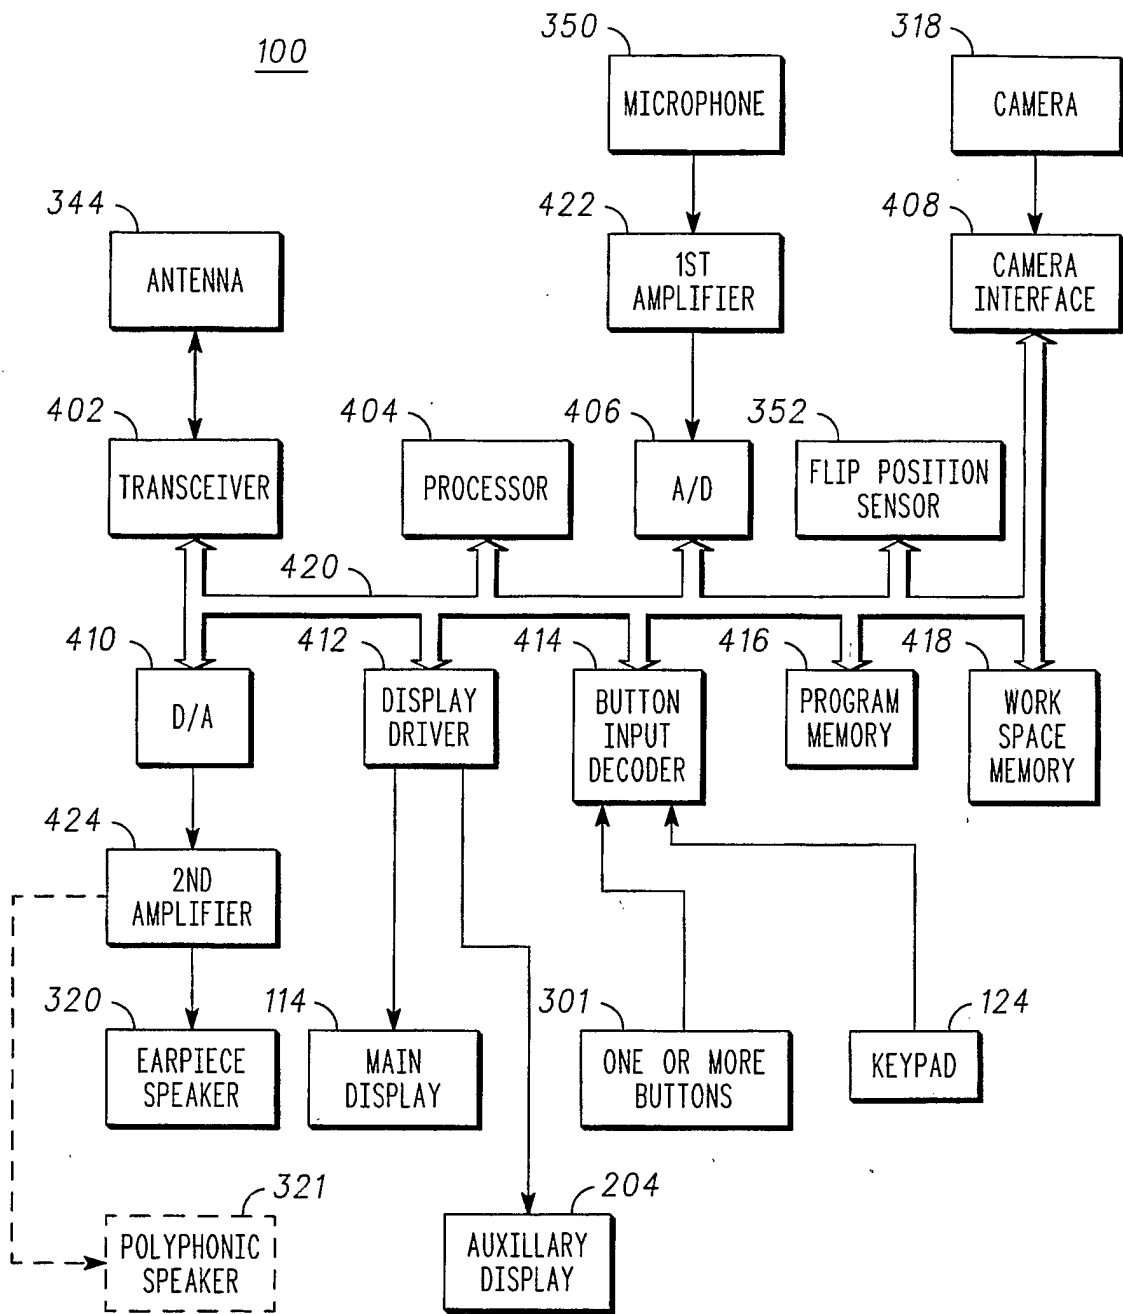 100
350
MICROPHONE
318
CAMERA
344
ANTENNA
422
1ST
AMPLIFIER
408
CAMERA
INTERFACE
402
TRANSCEIVER
404
PROCESSOR
406
A/D
352
FLIP POSITION
SENSOR
420
410
D/A
412
DISPLAY
DRIVER
414
BUTTON
INPUT
DECODER
416
PROGRAM
MEMORY
418
WORK
SPACE
MEMORY
424
2ND
AMPLIFIER
320
EARPIECE
SPEAKER
114
MAIN
DISPLAY
301
ONE OR MORE
BUTTONS
124
KEYPAD
321
POLYPHONIC
SPEAKER
204
AUXILLARY
DISPLAY